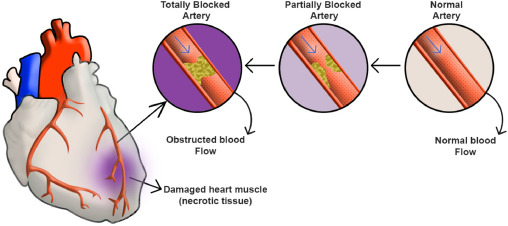 Totally Blocked
Artery
Partially Blocked
Artery
Normal
Artery
Obstructed blood
Flow
Normal blood
Flow
Damaged heart muscle
(necrotic tissue)